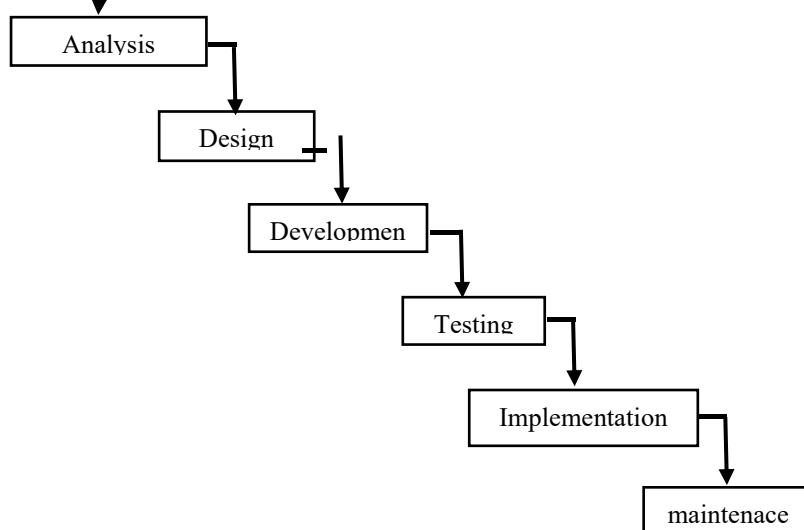 Analysis
Design
Developmen
Testing
Implementation
maintenace